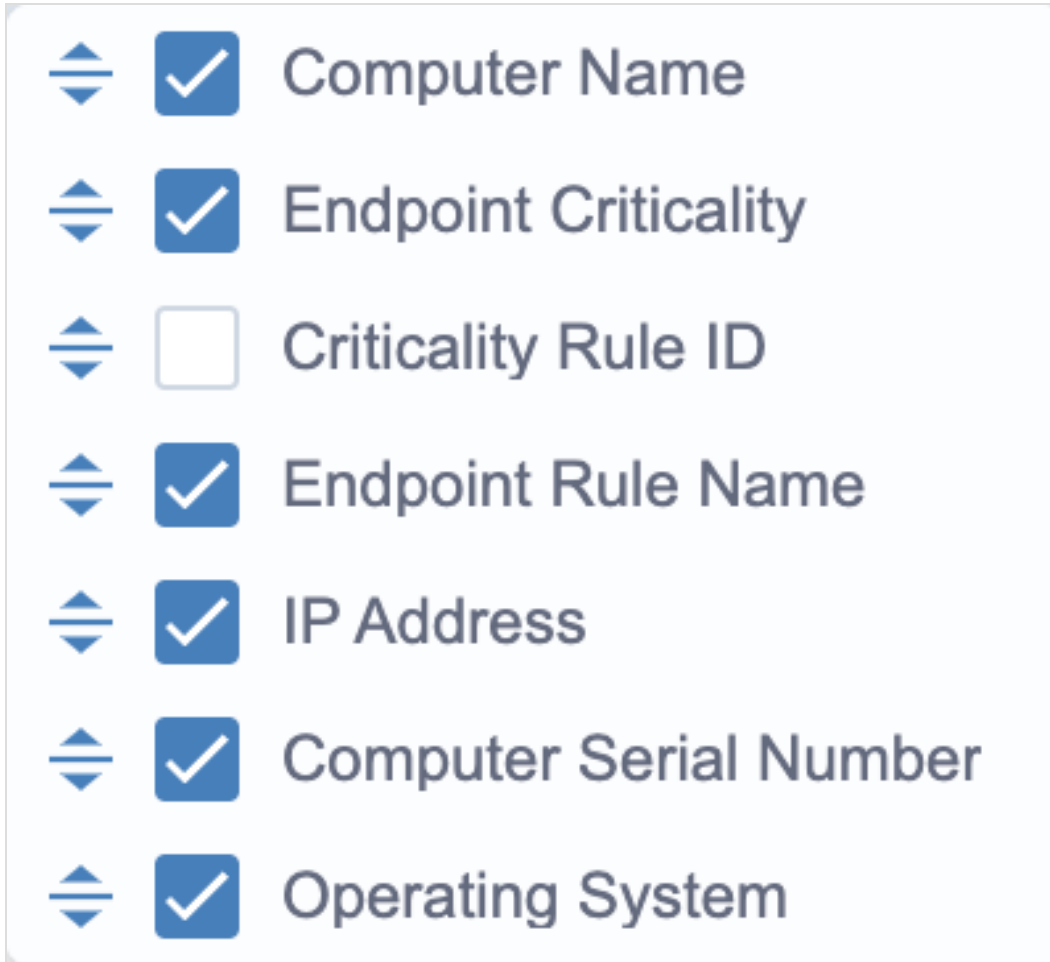 Computer Name
Endpoint Criticality
Criticality Rule ID
Endpoint Rule Name
IP Address
Computer Serial Number
Operating System